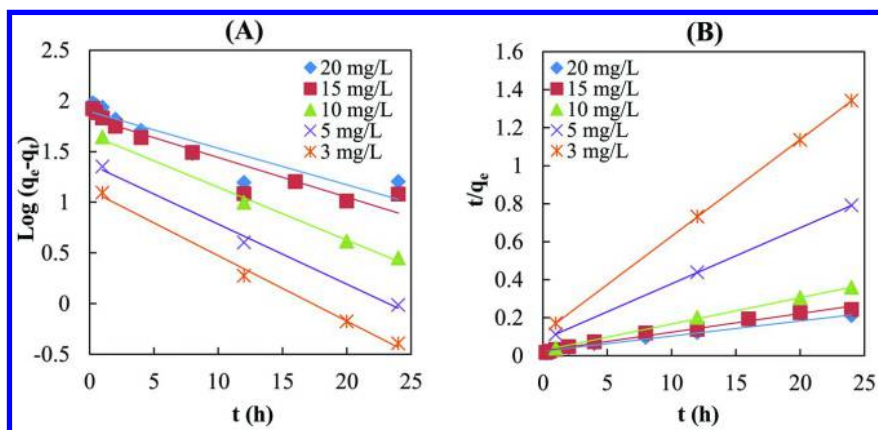 (A)
20 mg/L
15 mg/L
10 mg/L
5 mg/L
3 mg/L
2.5
2
1.5
1
0.5
0
-0.5
Log (qe-qt)
0 5 10 15 20 25
t (h)
(B)
20 mg/L
15 mg/L
10 mg/L
5 mg/L
3 mg/L
1.6
1.4
1.2
1
0.8
0.6
0.4
0.2
0
t/qe
0 5 10 15 20 25
t (h)